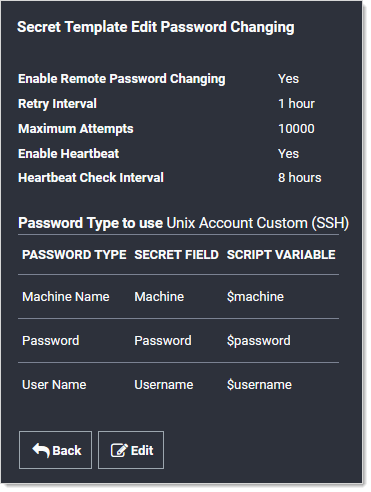 Secret Template Edit Password Changing
Enable Remote Password Changing Yes
Retry Interval 1 hour
Maximum Attempts 10000
Enable Heartbeat Yes
Heartbeat Check Interval 8 hours
Password Type to use Unix Account Custom (SSH)
PASSWORD TYPE SECRET FIELD SCRIPT VARIABLE
Machine Name Machine $machine
Password Password $password
User Name Username $username
Back Edit